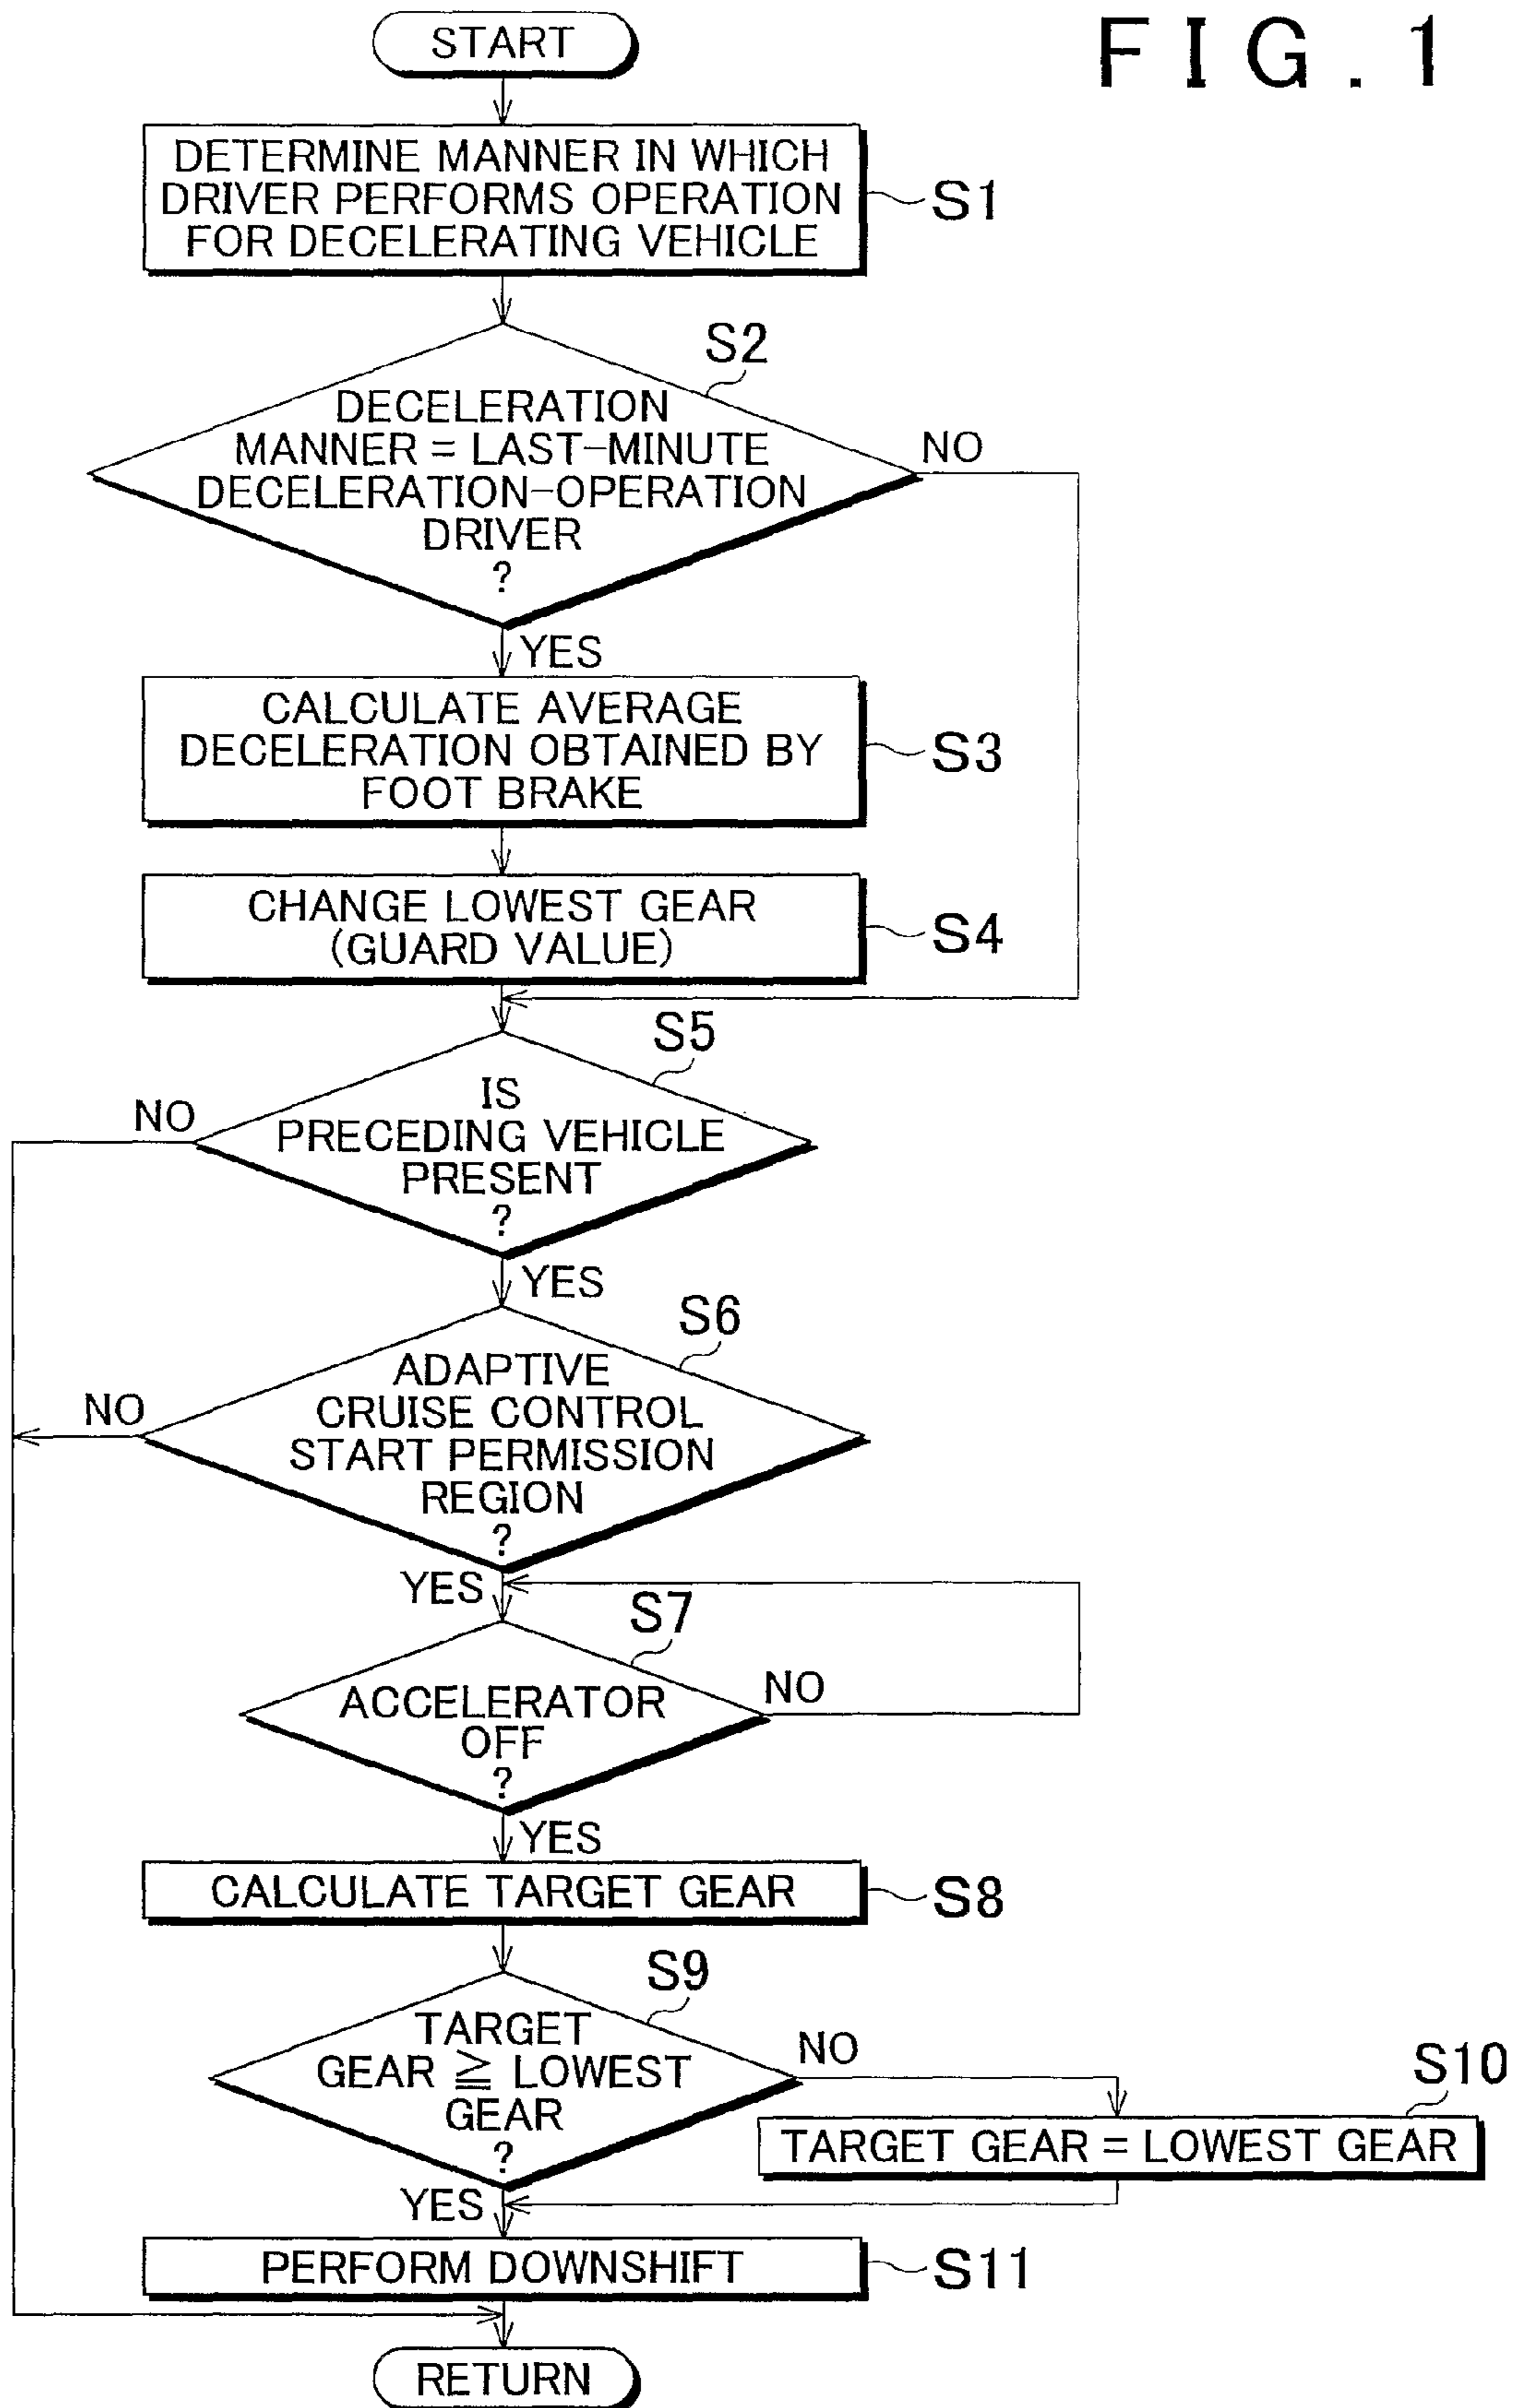 FIG.1
START
DETERMINE MANNER IN WHICH
DRIVER PERFORMS OPERATION
FOR DECELERATING VEHICLE
S1
S2
DECELERATION
MANNER = LAST-MINUTE
DECELERATION-OPERATION
DRIVER
?
NO
YES
CALCULATE AVERAGE
DECELERATION OBTAINED BY
FOOT BRAKE
S3
CHANGE LOWEST GEAR
(GUARD VALUE)
S4
S5
IS
PRECEDING VEHICLE
PRESENT
?
NO
YES
S6
ADAPTIVE
CRUISE CONTROL
START PERMISSION
REGION
?
NO
YES
S7
ACCELERATOR
OFF
?
NO
YES
CALCULATE TARGET GEAR
S8
S9
TARGET
GEAR ≧ LOWEST
GEAR
?
NO
S10
TARGET GEAR = LOWEST GEAR
YES
PERFORM DOWNSHIFT
S11
RETURN